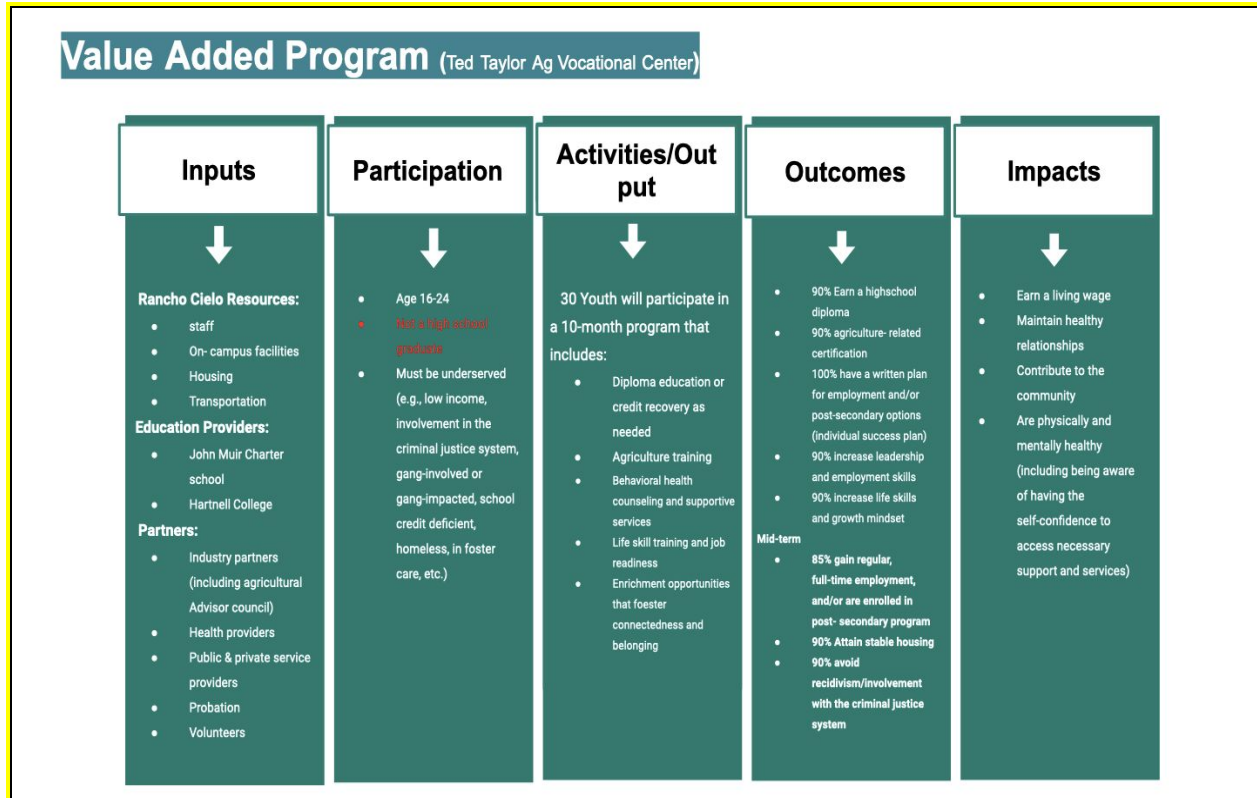 Value Added Program (Ted Taylor Ag Vocational Center)
Inputs
Rancho Cielo Resources:
● staff
● On- campus facilities
● Housing
● Transportation
Education Providers:
● John Muir Charter
school
● Hartnell College
Partners:
● Industry partners
(including agricultural
Advisor council)
● Health providers
● Public & private service
providers
● Probation
● Volunteers
Participation
● Age 16-24
● Not a high school
graduate
● Must be underserved
(e.g., low income,
involvement in the
criminal justice system,
gang-involved or
gang-impacted, school
credit deficient,
homeless, in foster
care, etc.)
Activities/Out
put
30 Youth will participate in
a 10-month program that
includes:
● Diploma education or
credit recovery as
needed
● Agriculture training
● Behavioral health
counseling and supportive
services
● Life skill training and job
readiness
● Enrichment opportunities
that foester
connectedness and
belonging
Outcomes
● 90% Earn a highschool
diploma
● 90% agriculture- related
certification
● 100% have a written plan
for employment and/or
post-secondary options
(individual success plan)
● 90% increase leadership
and employment skills
● 90% increase life skills
and growth mindset
Mid-term
● 85% gain regular,
full-time employment,
and/or are enrolled in
post- secondary program
● 90% Attain stable housing
● 90% avoid
recidivism/involvement
with the criminal justice
system
Impacts
● Earn a living wage
● Maintain healthy
relationships
● Contribute to the
community
● Are physically and
mentally healthy
(including being aware
of having the
self-confidence to
access necessary
support and services)